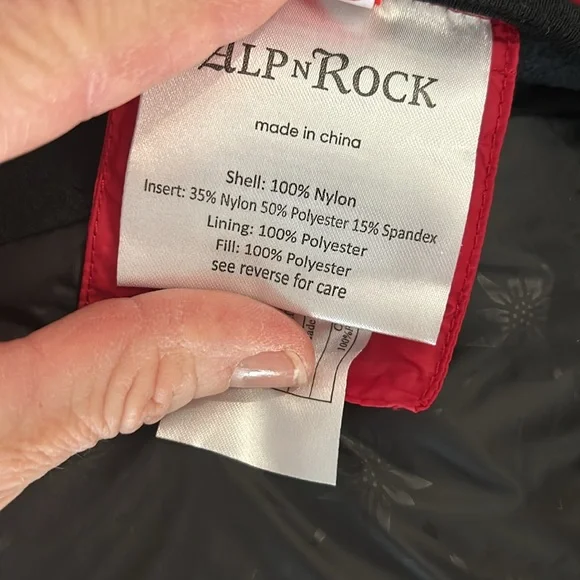 ALPNROCK
made in china
Shell: 100% Nylon
Insert: 35% Nylon 50% Polyester 15% Spandex
Lining: 100% Polyester
Fill: 100% Polyester
see reverse for care